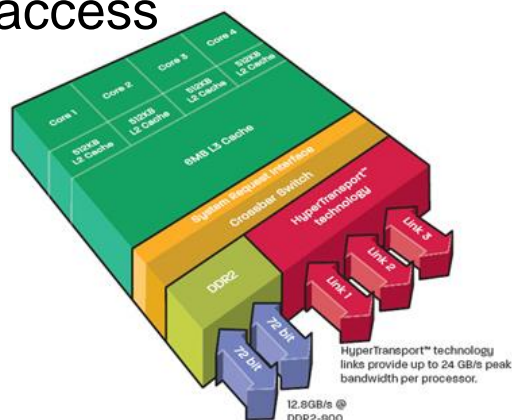 access
Core 1
Core 2
Core 3
Core 4
512KB
L2 Cache
512KB
L2 Cache
512KB
L2 Cache
512KB
L2 Cache
6MB L3 Cache
System Request Interface
Crossbar Switch
DDR2
HyperTransport™
technology
Link 1
Link 2
Link 3
72 bit
72 bit
HyperTransport™ technology
links provide up to 24 GB/s peak
bandwidth per processor.
12.8GB/s @
DDR2-800